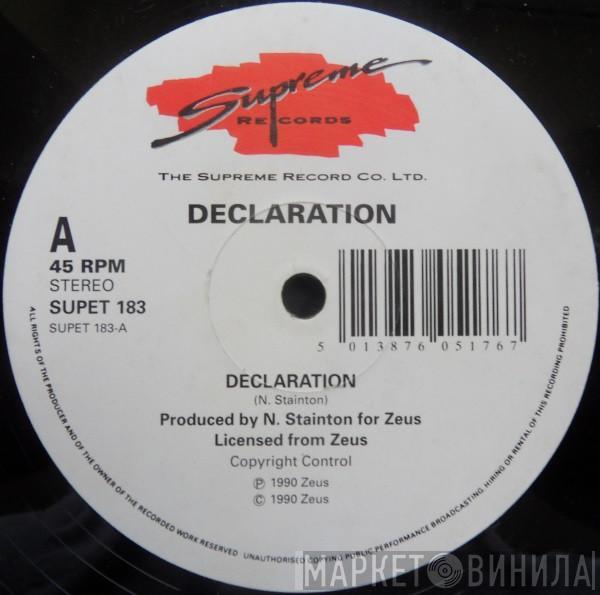 Supreme
RECORDS
THE SUPREME RECORD CO. LTD.
DECLARATION
A
45 RPM
STEREO
SUPET 183
SUPET 183-A
5 013876 051767
DECLARATION
(N. Stainton)
Produced by N. Stainton for Zeus
Licensed from Zeus
Copyright Control
℗ 1990 Zeus
© 1990 Zeus
ALL RIGHTS OF THE PRODUCER AND OF THE OWNER OF THE RECORDED WORK RESERVED UNAUTHORISED COPYING PUBLIC PERFORMANCE BROADCASTING, HIRING OR RENTAL OF THIS RECORDING PROHIBITED
МАРКЕТ ВИНИЛА